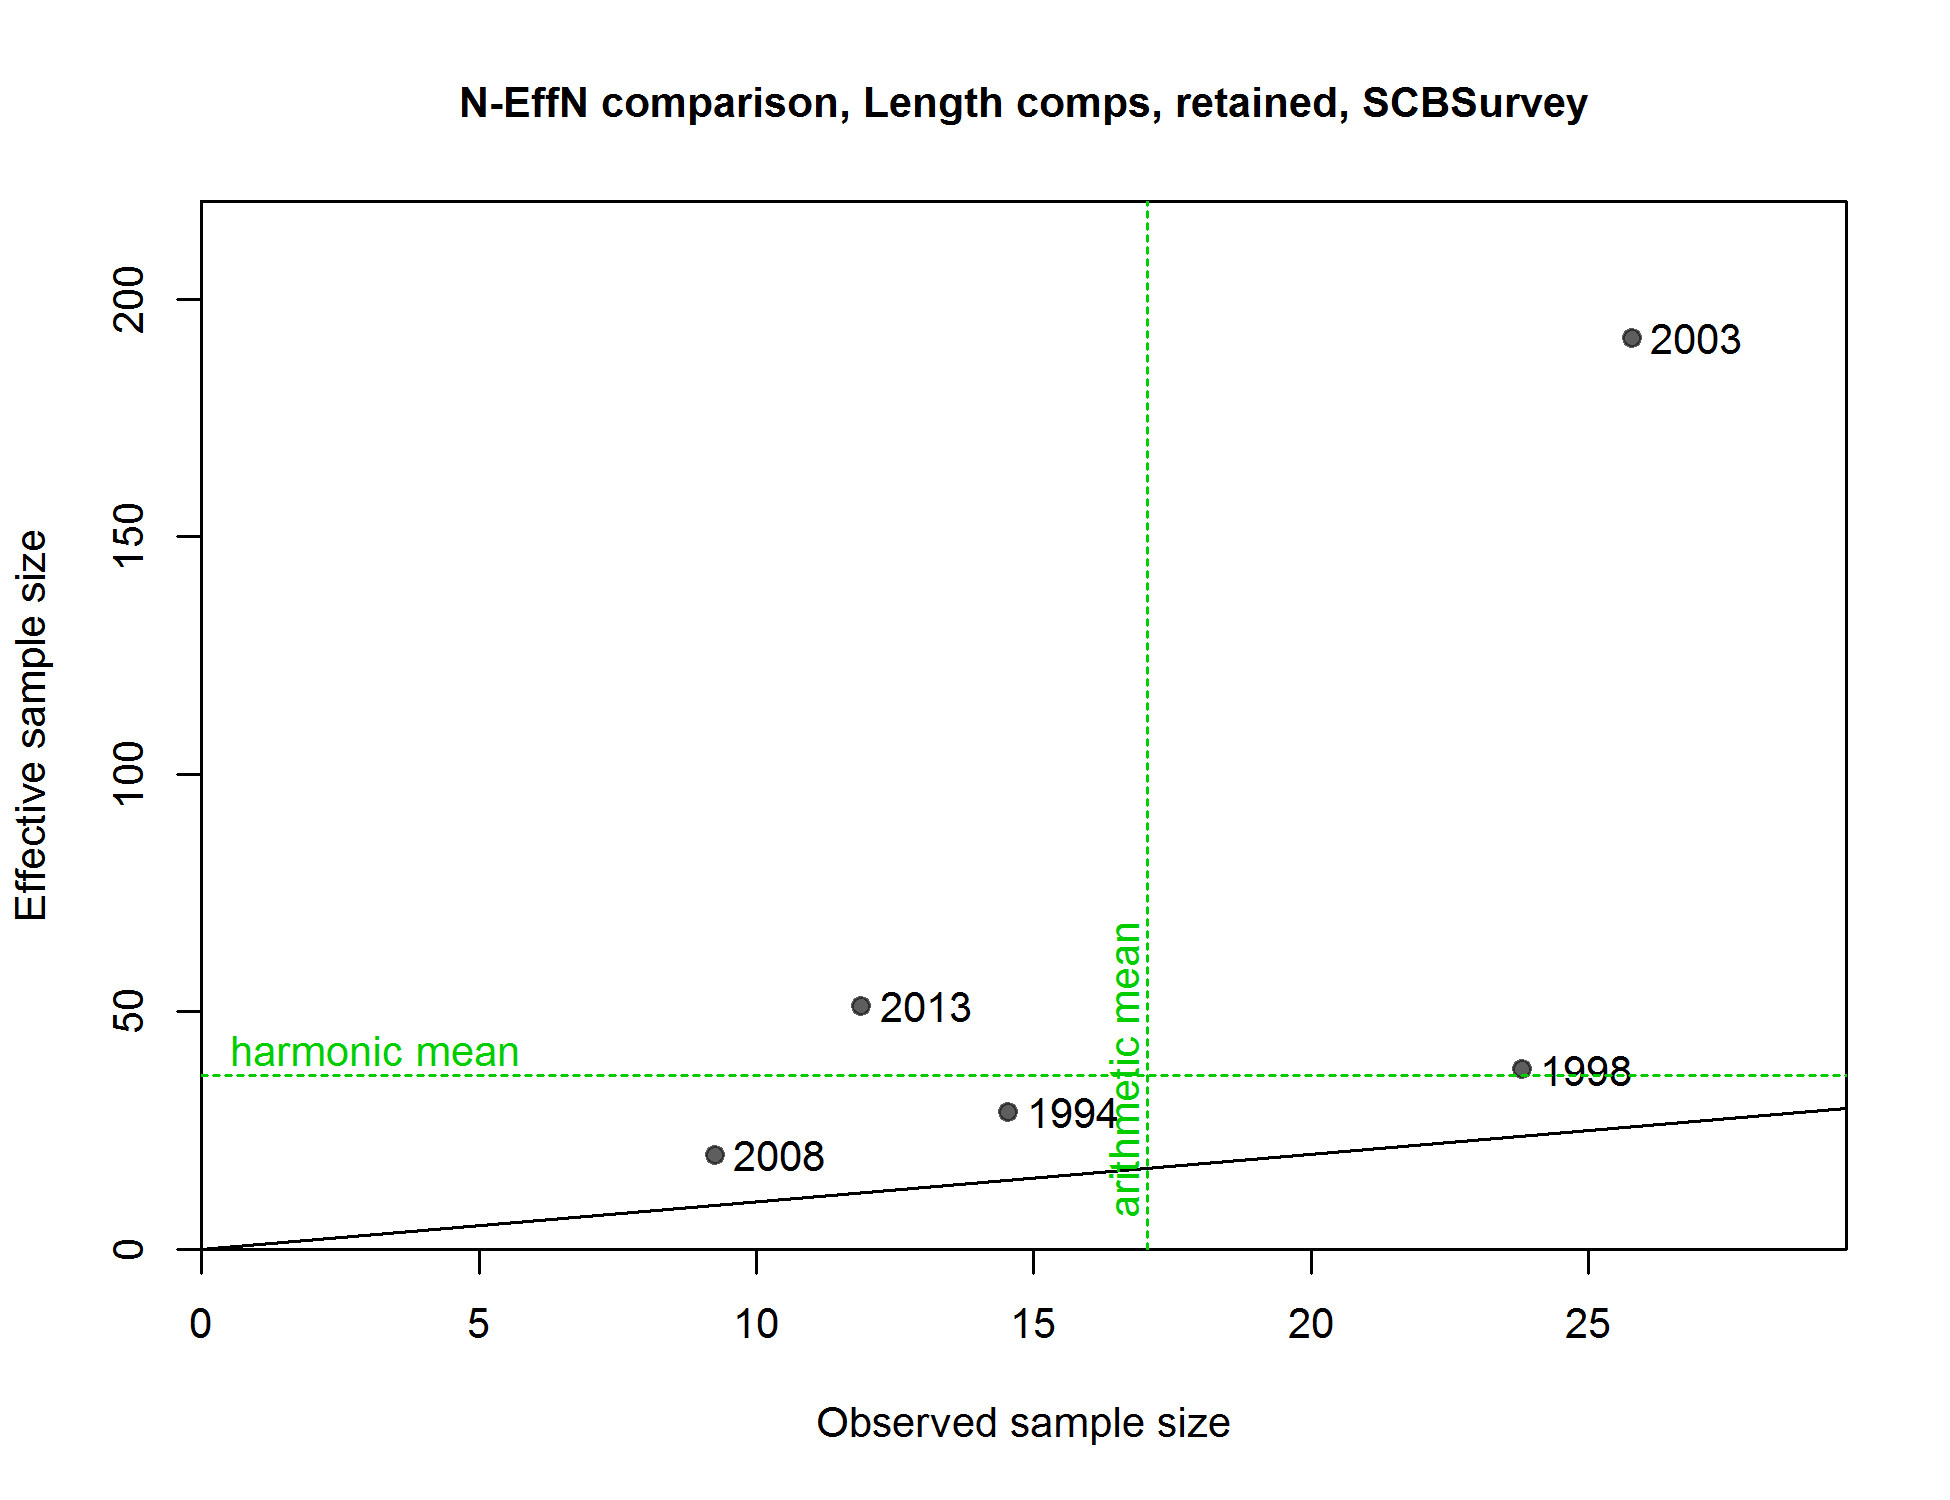 N-EffN comparison, Length comps, retained, SCBSurvey
Effective sample size
200
150
100
50
0
2003
2013
harmonic mean
arithmetic mean
1998
1994
2008
0 5 10 15 20 25
Observed sample size